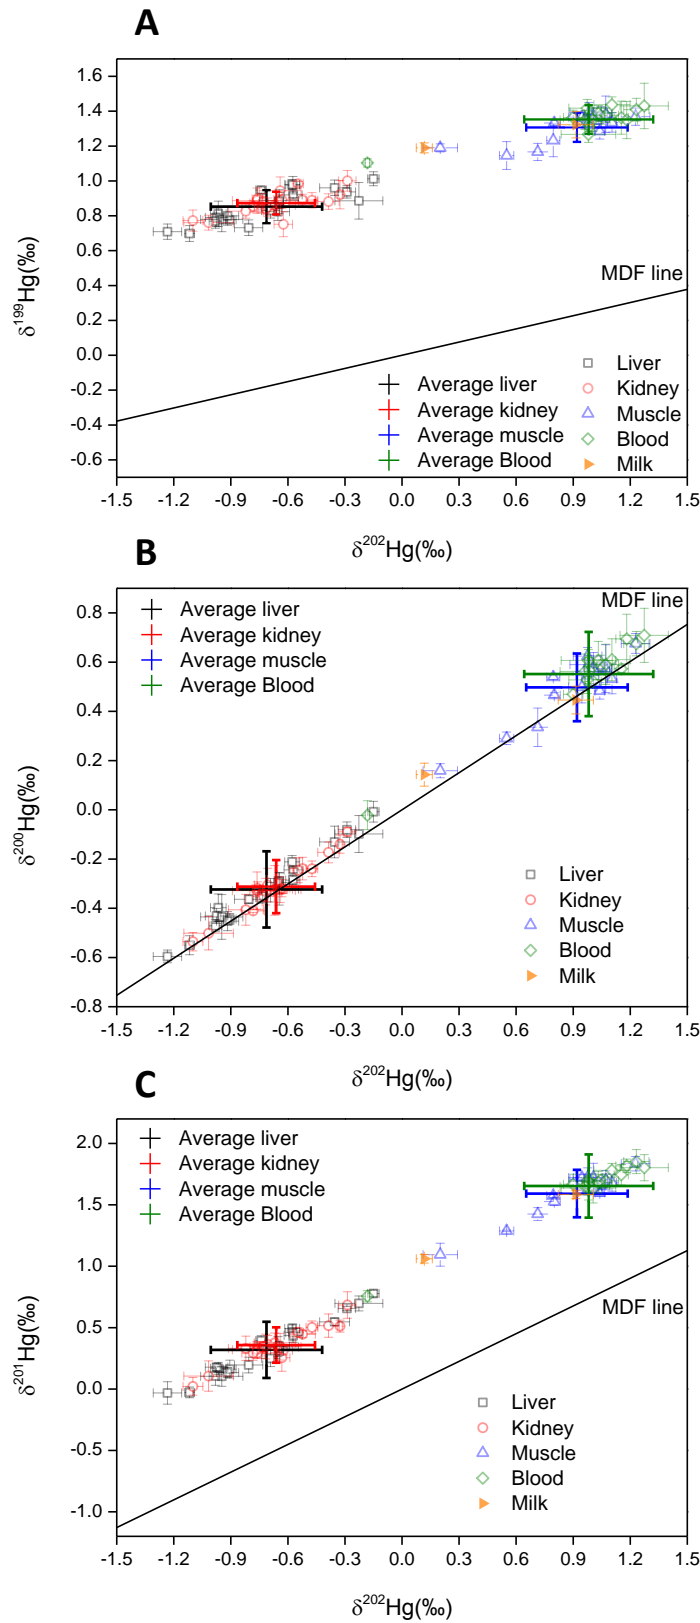 A
1.6
1.4
1.2
1.0
0.8
0.6
0.4
0.2
0.0
-0.2
-0.4
-0.6
δ199Hg(‰)
MDF line
Average liver
Average kidney
Average muscle
Average Blood
Liver
Kidney
Muscle
Blood
Milk
-1.5 -1.2 -0.9 -0.6 -0.3 0.0 0.3 0.6 0.9 1.2 1.5
δ202Hg(‰)
B
0.8
0.6
0.4
0.2
0.0
-0.2
-0.4
-0.6
-0.8
δ200Hg(‰)
MDF line
Average liver
Average kidney
Average muscle
Average Blood
Liver
Kidney
Muscle
Blood
Milk
-1.5 -1.2 -0.9 -0.6 -0.3 0.0 0.3 0.6 0.9 1.2 1.5
δ202Hg(‰)
C
2.0
1.5
1.0
0.5
0.0
-0.5
-1.0
δ201Hg(‰)
Average liver
Average kidney
Average muscle
Average Blood
MDF line
Liver
Kidney
Muscle
Blood
Milk
-1.5 -1.2 -0.9 -0.6 -0.3 0.0 0.3 0.6 0.9 1.2 1.5
δ202Hg(‰)